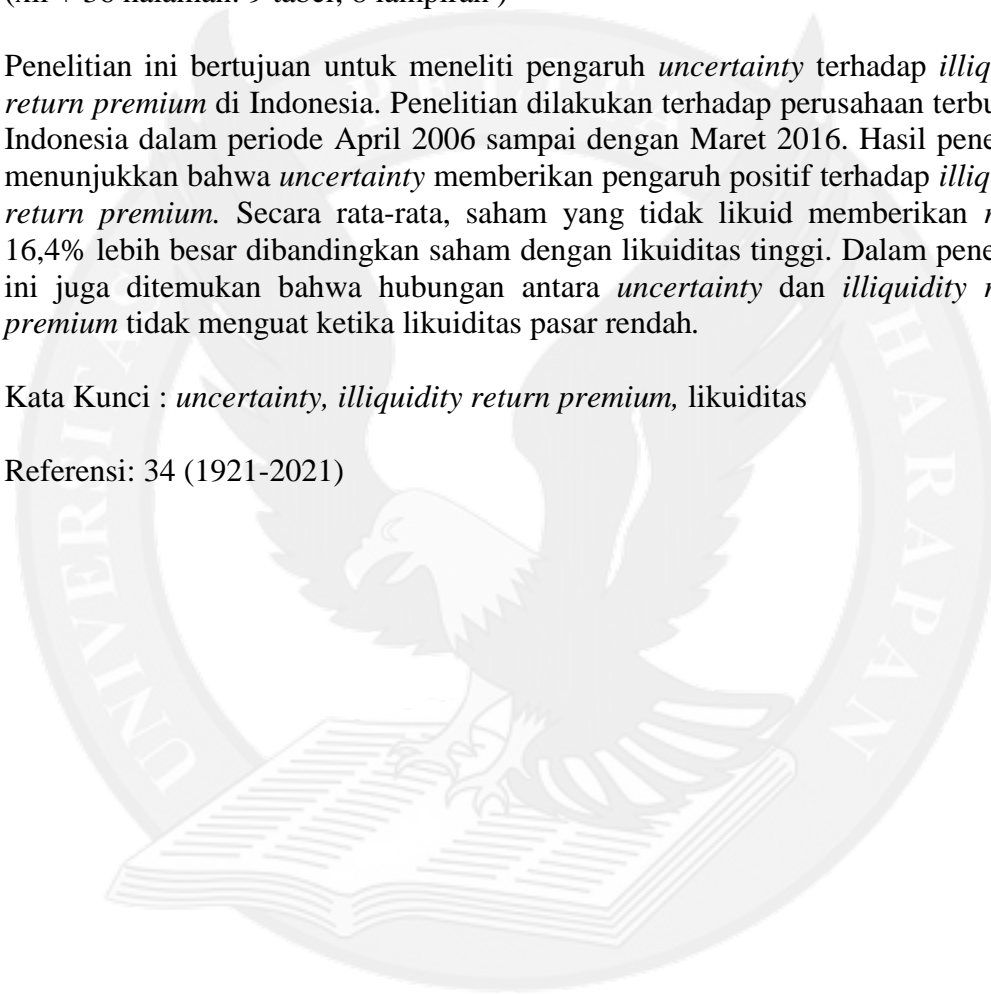 Penelitian ini bertujuan untuk meneliti pengaruh uncertainty terhadap
return premium di Indonesia. Penelitian dilakukan terhadap perusahaan
Indonesia dalam periode April 2006 sampai dengan Maret 2016. Hasil
menunjukkan bahwa uncertainty memberikan pengaruh positif terhadap
return premium. Secara rata-rata, saham yang tidak likuid memberikan
16,4% lebih besar dibandingkan saham dengan likuiditas tinggi. Dalam
ini juga ditemukan bahwa hubungan antara uncertainty dan illiquidity
premium tidak menguat ketika likuiditas pasar rendah.
Kata Kunci : uncertainty, illiquidity return premium, likuiditas
Referensi: 34 (1921-2021)
UNIVERSITAS
PELITA
HARAPAN